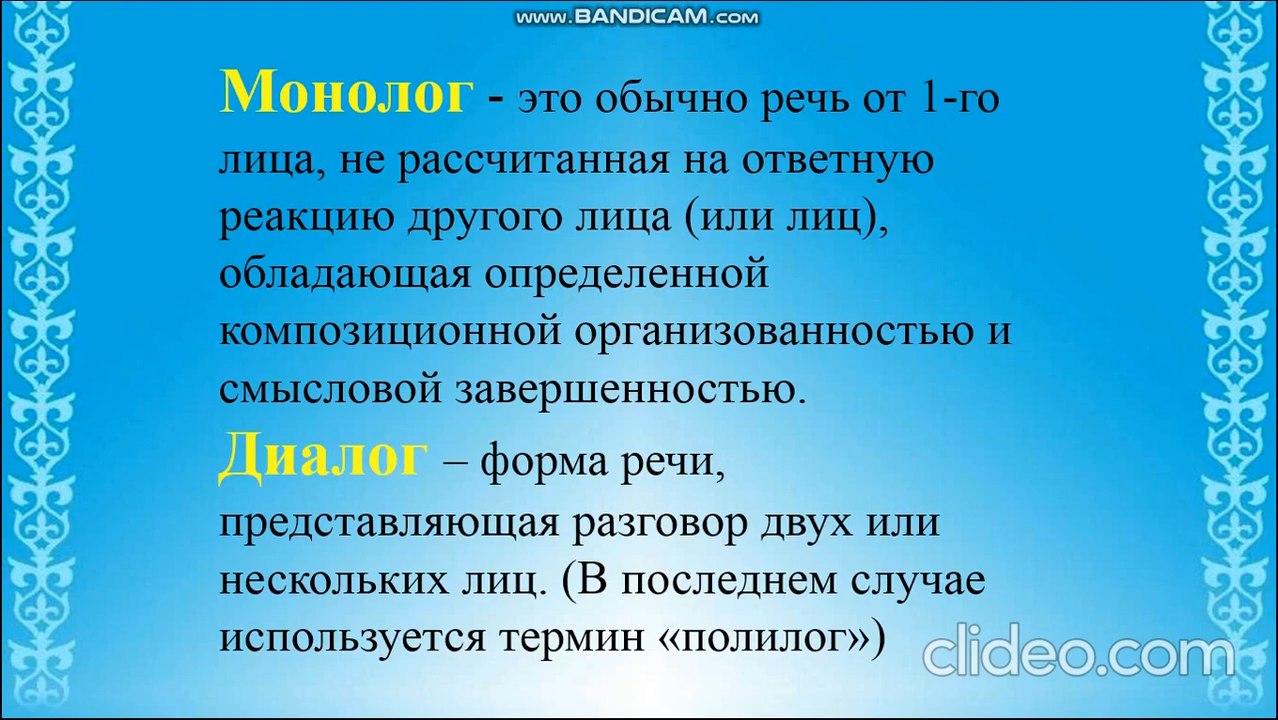 www.BANDICAM.com
Монолог - это обычно речь от 1-го
лица, не рассчитанная на ответную
реакцию другого лица (или лиц),
обладающая определенной
композиционной организованностью и
смысловой завершенностью.
Диалог – форма речи,
представляющая разговор двух или
нескольких лиц. (В последнем случае
используется термин «полилог»)
clideo.com